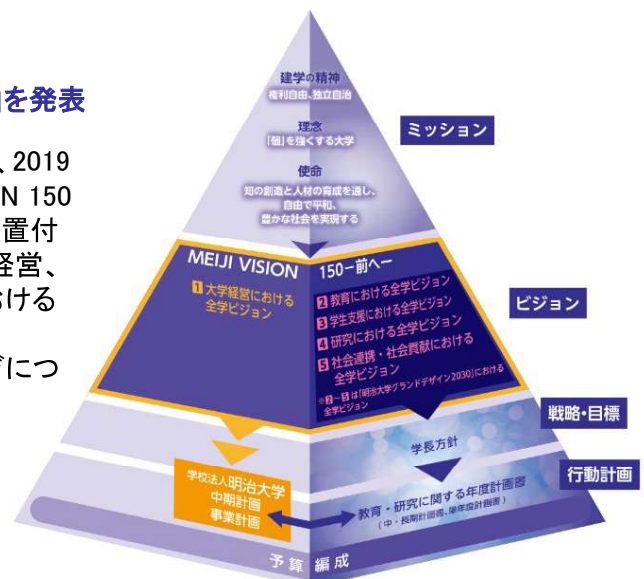 を発表
、2019
N 150
置付
経営、
おける
につ
建学の精神
権利自由、独立自治
理念
「個」を強くする大学
使命
知の創造と人材の育成を通し、
自由で平和、
豊かな社会を実現する
ミッション
MEIJI VISION 150－前へ－
1 大学経営における
全学ビジョン
2 教育における全学ビジョン
3 学生支援における全学ビジョン
4 研究における全学ビジョン
5 社会連携・社会貢献における
全学ビジョン
※2～5は「明治大学グランドデザイン2030」における
全学ビジョン
ビジョン
戦略・目標
学長方針
行動計画
学校法人明治大学
中期計画
事業計画
教育・研究に関する年度計画書
（中・長期計画書、単年度計画書）
予算編成